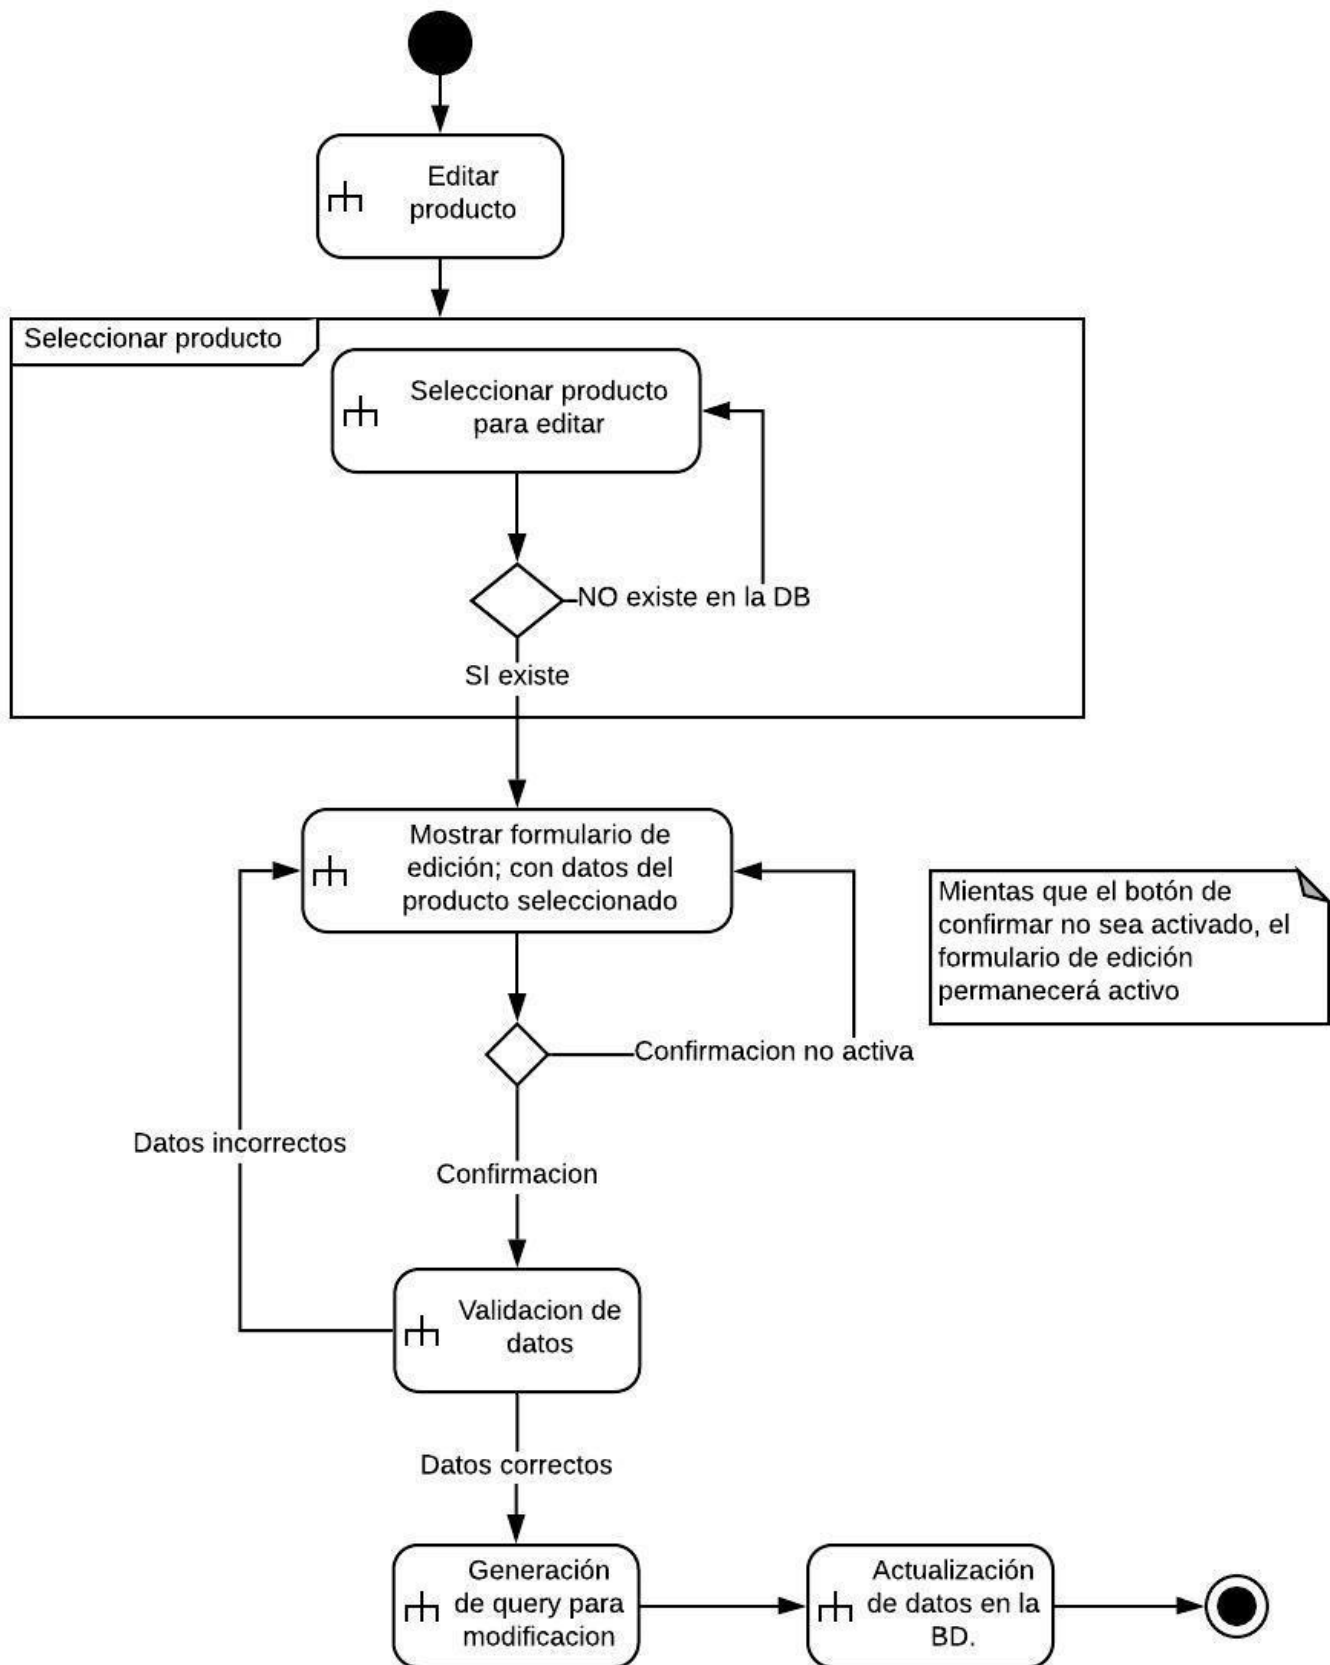 Editar
producto
Seleccionar producto
Seleccionar producto
para editar
NO existe en la DB
SI existe
Mostrar formulario de
edición; con datos del
producto seleccionado
Mientas que el botón de
confirmar no sea activado, el
formulario de edición
permanecerá activo
Confirmacion no activa
Datos incorrectos
Confirmacion
Validacion de
datos
Datos correctos
Generación
de query para
modificacion
Actualización
de datos en la
BD.